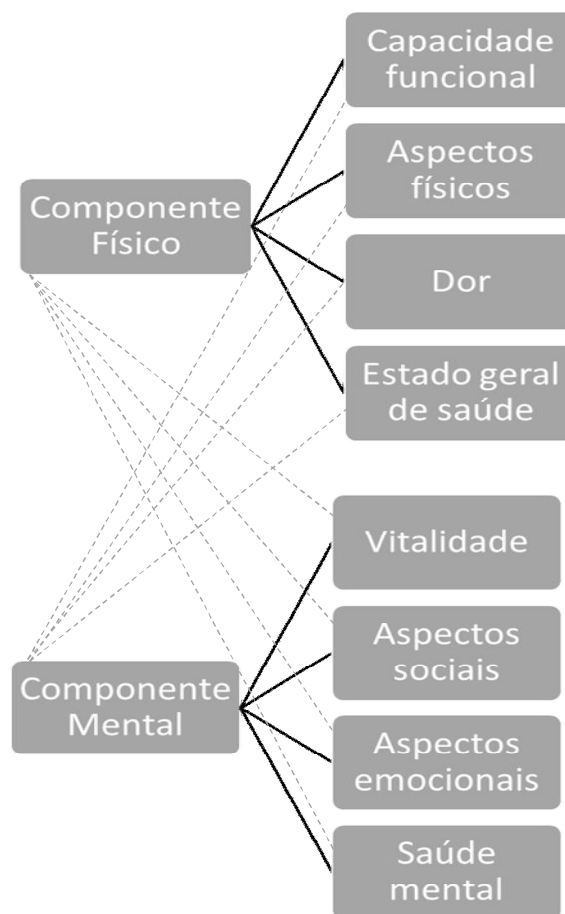 Capacidade
funcional
Aspectos
físicos
Componente
Físico
Dor
Estado geral
de saúde
Vitalidade
Aspectos
sociais
Componente
Mental
Aspectos
emocionais
Saúde
mental